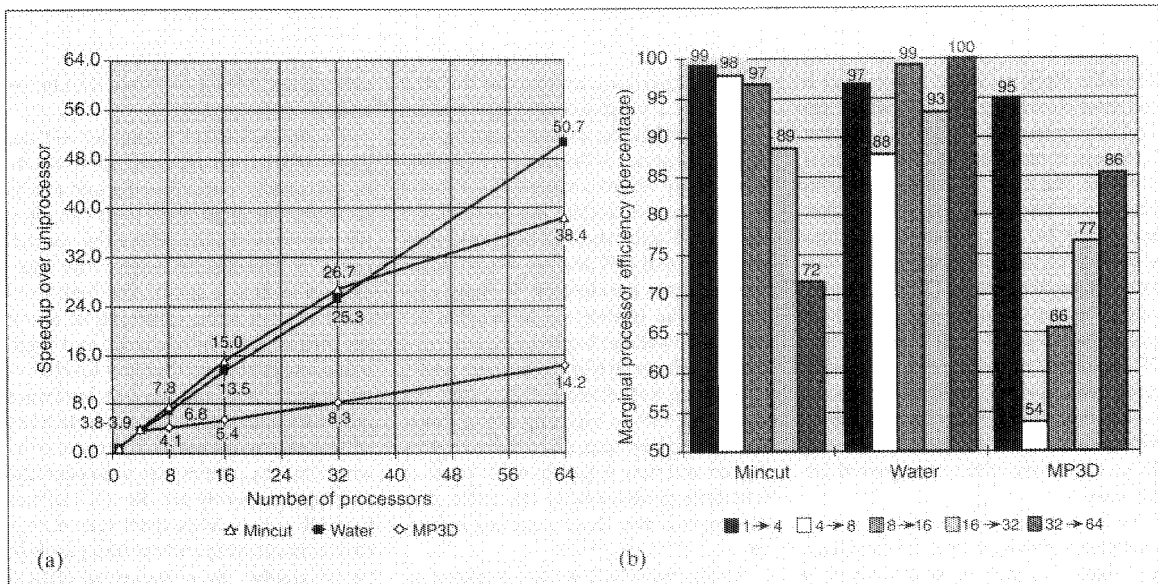 64.0
56.0
48.0
40.0
32.0
24.0
16.0
8.0
0.0
Speedup over uniprocessor
50.7
38.4
26.7
25.3
15.0
13.5
14.2
7.8
6.8
8.3
3.8-3.9
4.1
5.4
0 8 16 24 32 40 48 56 64
Number of processors
Mincut Water MP3D
(a)
100
95
90
85
80
75
70
65
60
55
50
Marginal processor efficiency (percentage)
99 98 97 89 72
97 88 99 93 100
95 54 66 77 86
Mincut Water MP3D
1→4 4→8 8→16 16→32 32→64
(b)